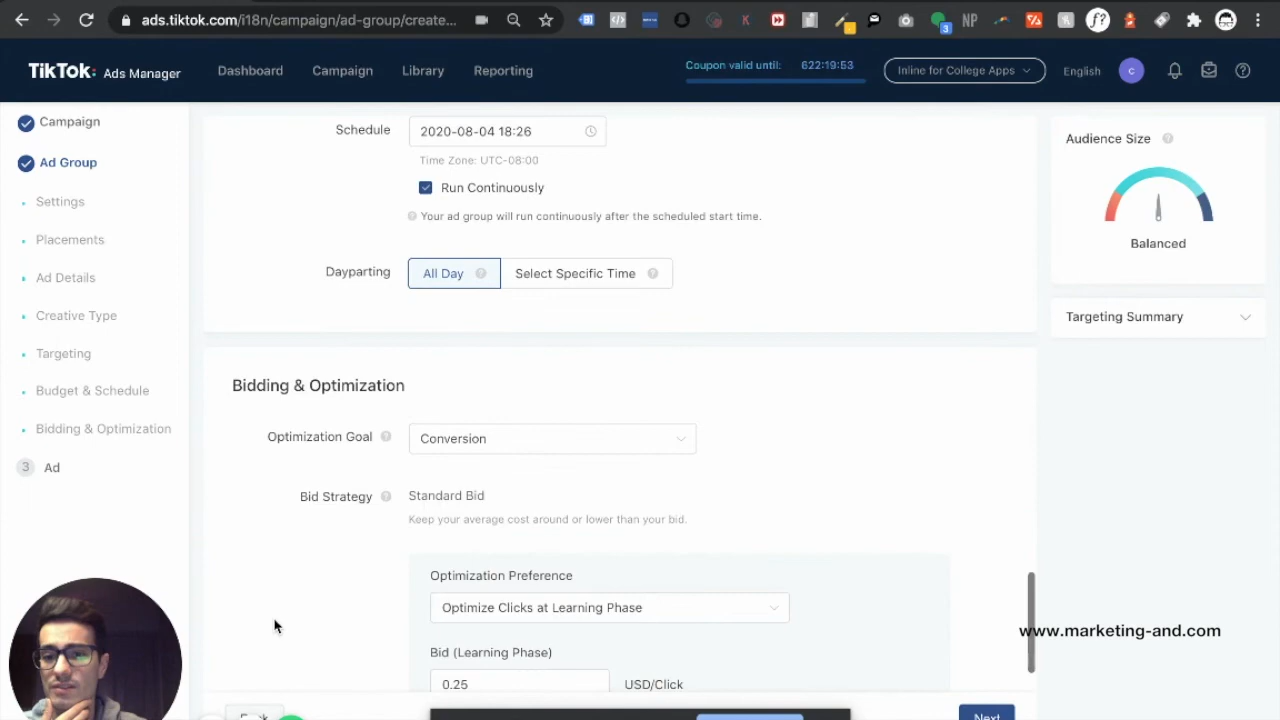 ads.tiktok.com/i18n/campaign/ad-group/create...
3
K
NP
f?
TikTok: Ads Manager
Dashboard
Campaign
Library
Reporting
Coupon valid until: 622:19:53
Inline for College Apps
English
C
Campaign
Ad Group
Settings
Placements
Ad Details
Creative Type
Targeting
Budget & Schedule
Bidding & Optimization
3 Ad
Schedule 2020-08-04 18:26
Time Zone: UTC-08:00
Run Continuously
Your ad group will run continuously after the scheduled start time.
Dayparting All Day Select Specific Time
Bidding & Optimization
Optimization Goal Conversion
Bid Strategy Standard Bid
Keep your average cost around or lower than your bid.
Optimization Preference
Optimize Clicks at Learning Phase
Bid (Learning Phase)
0.25 USD/Click
Next
Audience Size
Balanced
Targeting Summary
www.marketing-and.com